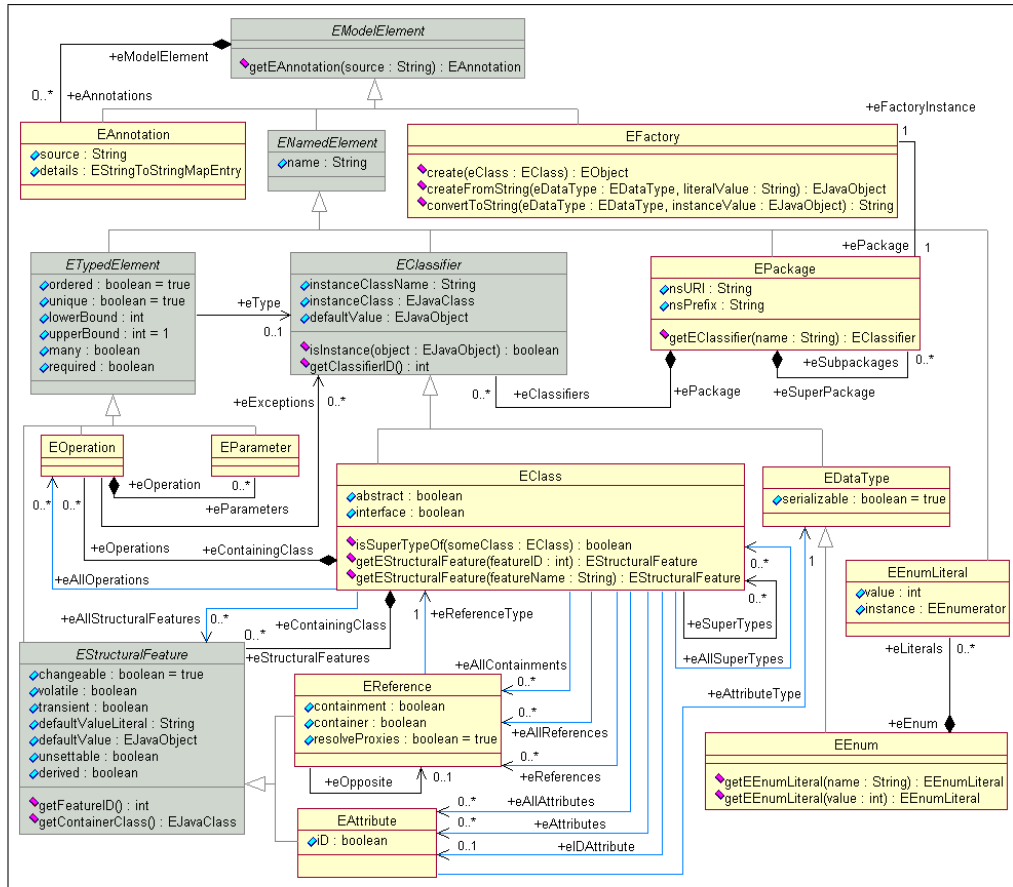 EModelElement
getEAnnotation(source : String) : EAnnotation
+eModelElement
0..*
+eAnnotations
EAnnotation
source : String
details : EStringToStringMapEntry
ENamedElement
name : String
+eFactoryInstance
1
EFactory
create(eClass : EClass) : EObject
createFromString(eDataType : EDataType, literalValue : String) : EJavaObject
convertToString(eDataType : EDataType, instanceValue : EJavaObject) : String
+ePackage
1
ETypedElement
ordered : boolean = true
unique : boolean = true
lowerBound : int
upperBound : int = 1
many : boolean
required : boolean
+eType
0..1
EClassifier
instanceClassName : String
instanceClass : EJavaClass
defaultValue : EJavaObject
isInstance(object : EJavaObject) : boolean
getClassifierID() : int
EPackage
nsURI : String
nsPrefix : String
getEClassifier(name : String) : EClassifier
+eSubpackages
0..*
+eSuperPackage
+eExceptions
0..*
0..*
+eClassifiers
+ePackage
EOperation
EParameter
+eOperation
0..*
0..*
0..*
+eParameters
+eOperations
+eContainingClass
+eAllOperations
EClass
abstract : boolean
interface : boolean
isSuperTypeOf(someClass : EClass) : boolean
getEStructuralFeature(featureID : int) : EStructuralFeature
getEStructuralFeature(featureName : String) : EStructuralFeature
0..*
0..*
+eSuperTypes
+eAllSuperTypes
EDataType
serializable : boolean = true
1
+eAttributeType
EEnumLiteral
value : int
instance : EEnumerator
+eLiterals
0..*
+eEnum
EEnum
getEEnumLiteral(name : String) : EEnumLiteral
getEEnumLiteral(value : int) : EEnumLiteral
+eAllStructuralFeatures
0..*
+eContainingClass
0..*
+eStructuralFeatures
1
+eReferenceType
EStructuralFeature
changeable : boolean = true
volatile : boolean
transient : boolean
defaultValueLiteral : String
defaultValue : EJavaObject
unsettable : boolean
derived : boolean
getFeatureID() : int
getContainerClass() : EJavaClass
EReference
containment : boolean
container : boolean
resolveProxies : boolean = true
+eAllContainments
0..*
0..*
+eAllReferences
0..*
+eReferences
+eOpposite
0..1
+eAllAttributes
0..*
0..*
+eAttributes
0..1
+eIDAttribute
EAttribute
iD : boolean